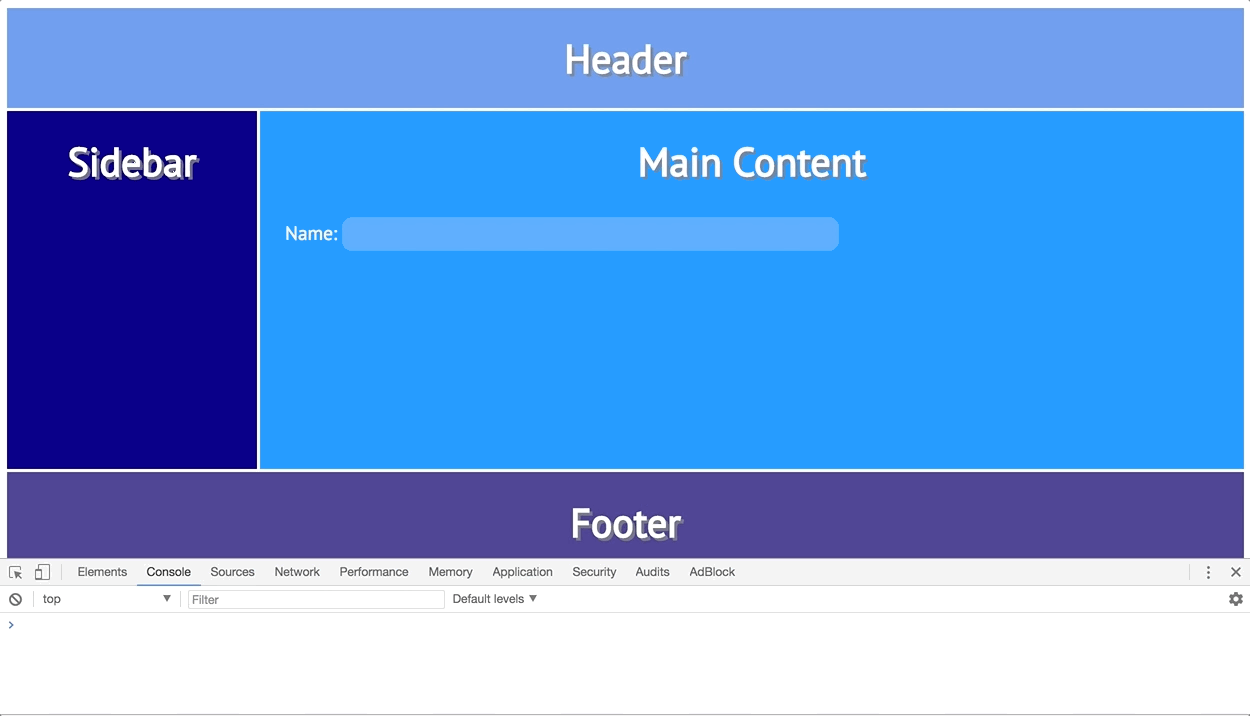 Header
Sidebar
Main Content
Name:
Footer
Elements Console Sources Network Performance Memory Application Security Audits AdBlock
top Filter Default levels